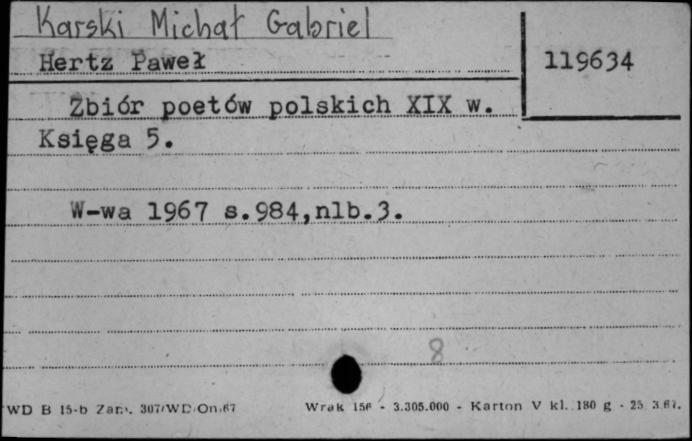 Karski Michał Gabriel
Hertz Paweł
119634
Zbiór poetów polskich XIX w.
Księga 5.
W-wa 1967 s.984,nlb.3.
8
WD B 15-b Zam. 307/WD/On/67 Wrak 156 - 3.305.000 - Karton V kl. 180 g - 25 3.67.